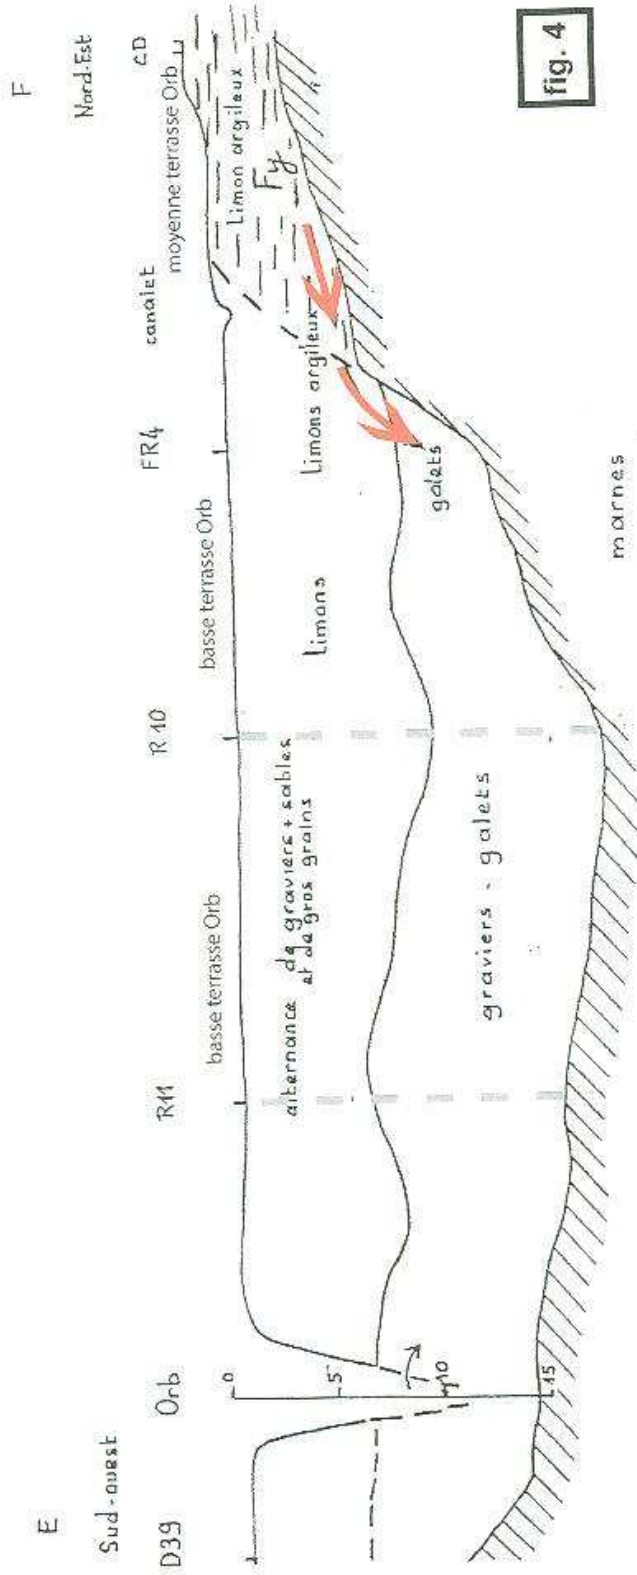 E
F
Sud-ouest
Nord-Est
D39
Orb
R11
R10
FR4
canalet
CD
basse terrasse Orb
basse terrasse Orb
moyenne terrasse Orb
0
5
10
15
alternance de graviers + sables
et de gros grains
Limons
Limons argileux
Limon argileux
Fy
graviers - galets
galets
marnes
fig. 4